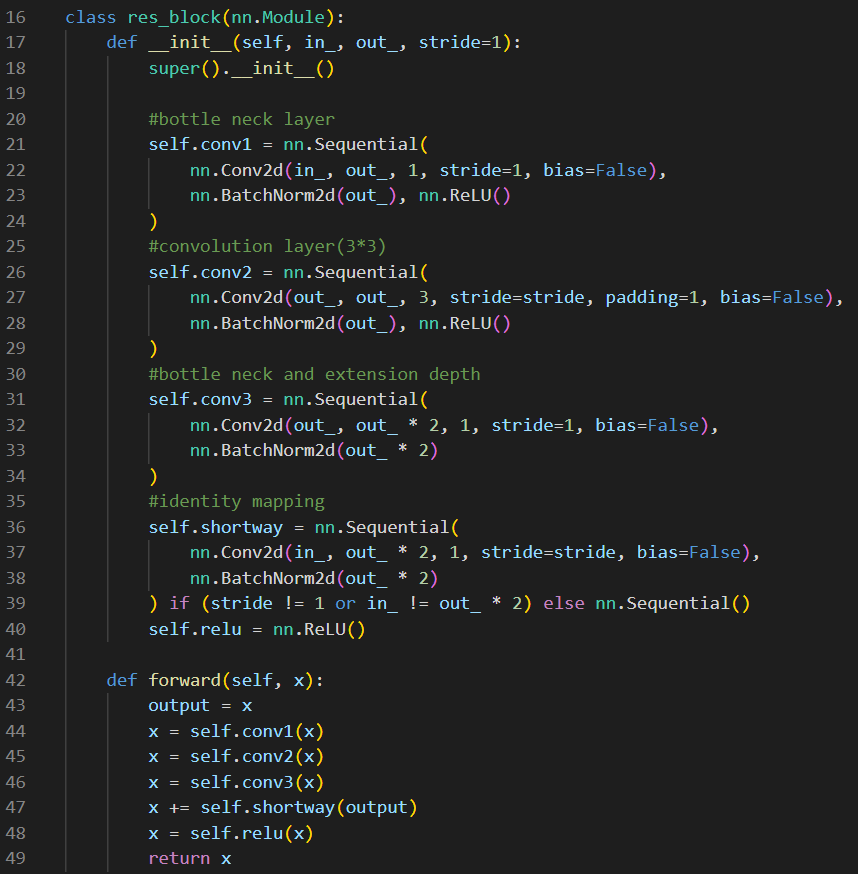 16 class res_block(nn.Module):
17     def __init__(self, in_, out_, stride=1):
18         super().__init__()
19
20         #bottle neck layer
21         self.conv1 = nn.Sequential(
22             nn.Conv2d(in_, out_, 1, stride=1, bias=False),
23             nn.BatchNorm2d(out_), nn.ReLU()
24         )
25         #convolution layer(3*3)
26         self.conv2 = nn.Sequential(
27             nn.Conv2d(out_, out_, 3, stride=stride, padding=1, bias=False),
28             nn.BatchNorm2d(out_), nn.ReLU()
29         )
30         #bottle neck and extension depth
31         self.conv3 = nn.Sequential(
32             nn.Conv2d(out_, out_ * 2, 1, stride=1, bias=False),
33             nn.BatchNorm2d(out_ * 2)
34         )
35         #identity mapping
36         self.shortway = nn.Sequential(
37             nn.Conv2d(in_, out_ * 2, 1, stride=stride, bias=False),
38             nn.BatchNorm2d(out_ * 2)
39         ) if (stride != 1 or in_ != out_ * 2) else nn.Sequential()
40         self.relu = nn.ReLU()
41
42     def forward(self, x):
43         output = x
44         x = self.conv1(x)
45         x = self.conv2(x)
46         x = self.conv3(x)
47         x += self.shortway(output)
48         x = self.relu(x)
49         return x